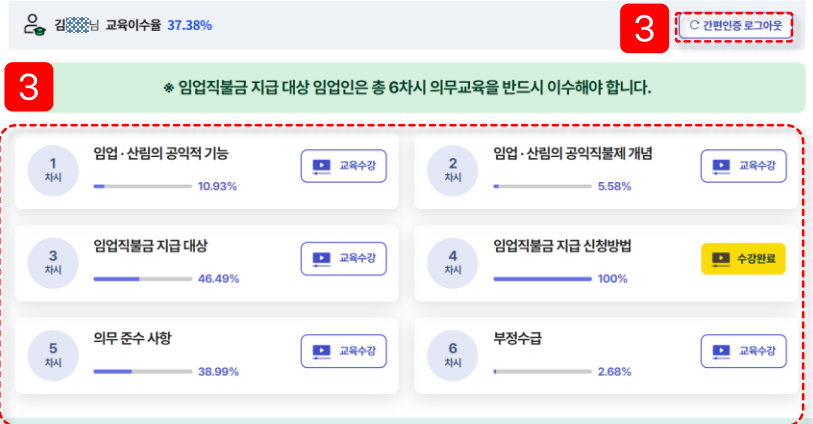 김 님 교육이수율 37.38%
3
간편인증 로그아웃
3
※ 임업직불금 지급 대상 임업인은 총 6차시 의무교육을 반드시 이수해야 합니다.
1
차시
임업·산림의 공익적 기능
10.93%
교육수강
2
차시
임업·산림의 공익직불제 개념
5.58%
교육수강
3
차시
임업직불금 지급 대상
46.49%
교육수강
4
차시
임업직불금 지급 신청방법
100%
수강완료
5
차시
의무 준수 사항
38.99%
교육수강
6
차시
부정수급
2.68%
교육수강